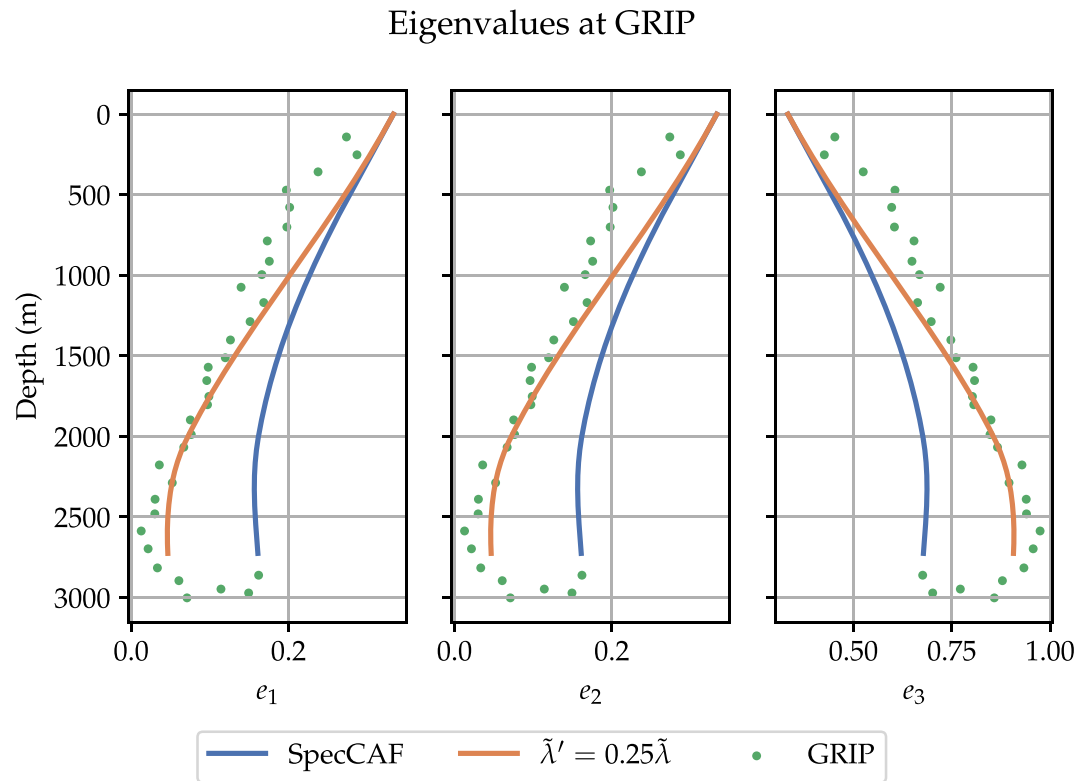 Eigenvalues at GRIP
0
500
1000
1500
2000
2500
3000
Depth (m)
0.0 0.2
0.0 0.2
0.50 0.75 1.00
e₁ e₂ e₃
SpecCAF λ̃′ = 0.25λ̃ GRIP